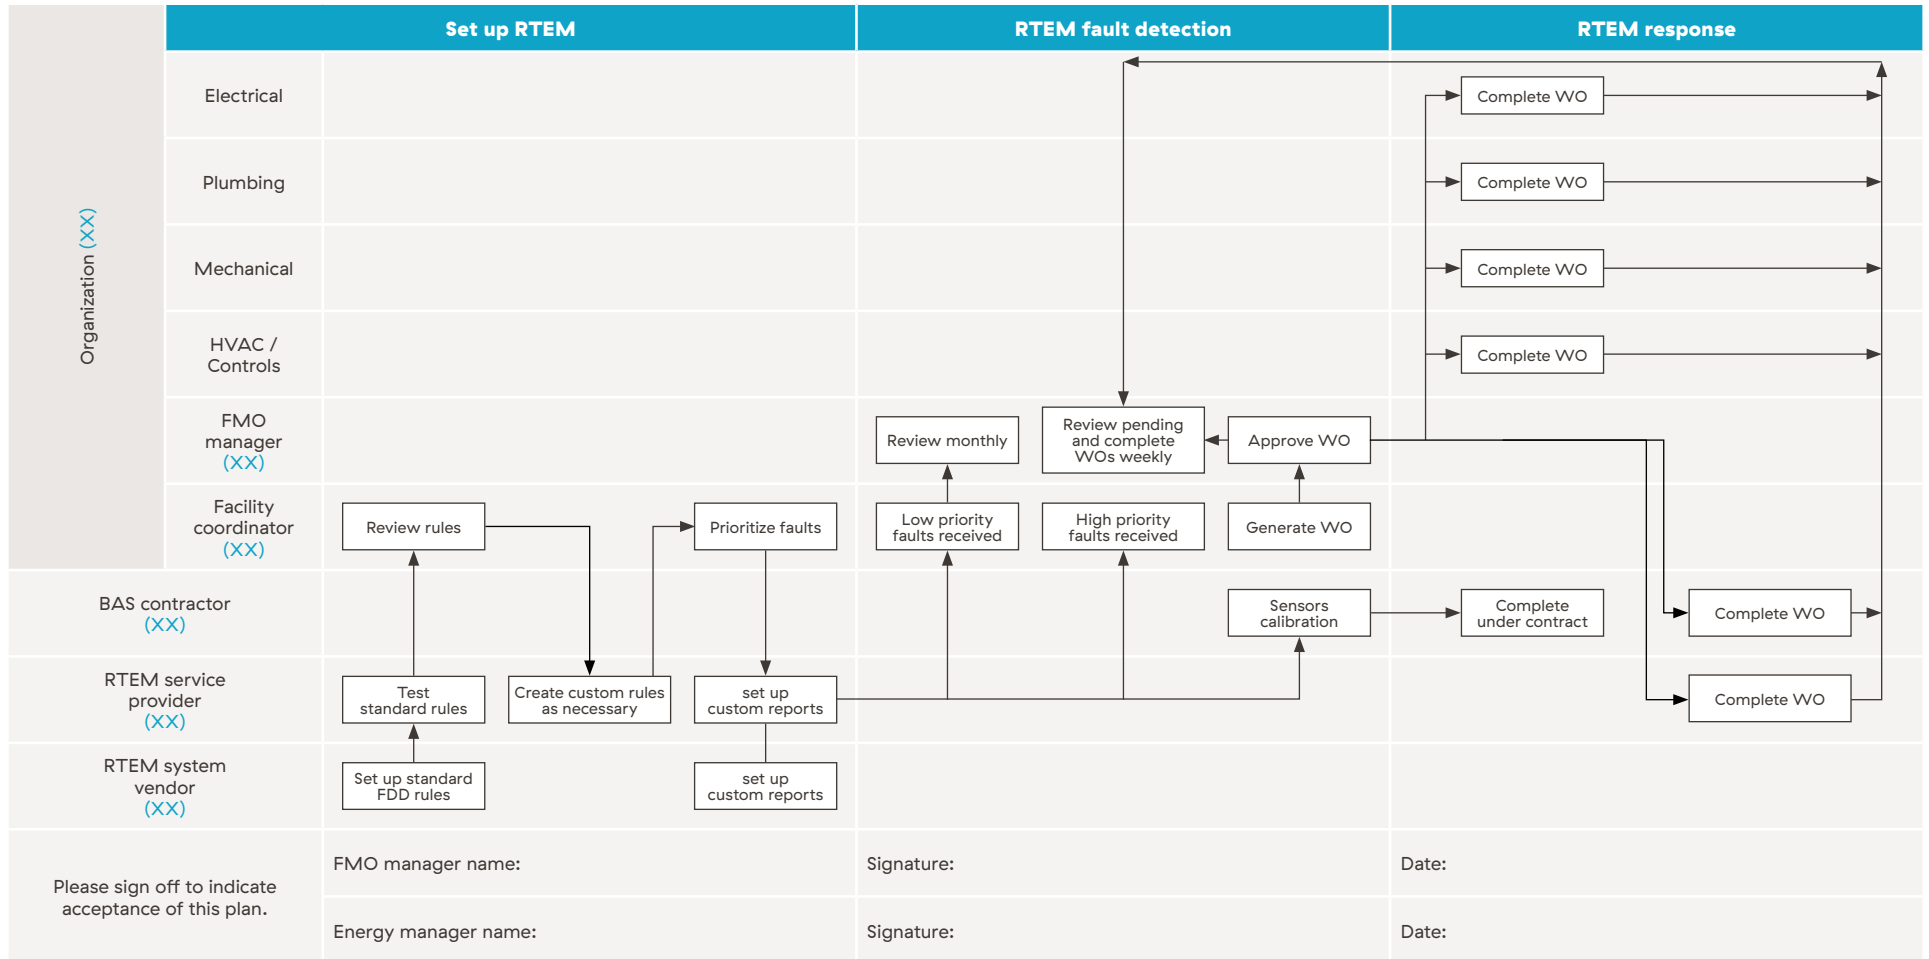 Set up RTEM
RTEM fault detection
RTEM response
Organization (XX)
Electrical
Complete WO
Plumbing
Complete WO
Mechanical
Complete WO
HVAC /
Controls
Complete WO
FMO
manager
(XX)
Review monthly
Review pending
and complete
WOs weekly
Approve WO
Facility
coordinator
(XX)
Review rules
Prioritize faults
Low priority
faults received
High priority
faults received
Generate WO
BAS contractor
(XX)
Sensors
calibration
Complete
under contract
Complete WO
RTEM service
provider
(XX)
Test
standard rules
Create custom rules
as necessary
set up
custom reports
Complete WO
RTEM system
vendor
(XX)
Set up standard
FDD rules
set up
custom reports
Please sign off to indicate
acceptance of this plan.
FMO manager name:
Signature:
Date:
Energy manager name:
Signature:
Date: